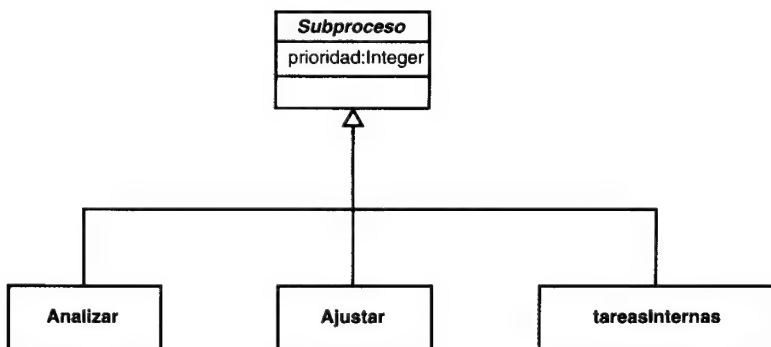 Subproceso
prioridad:Integer
Analizar
Ajustar
tareasInternas